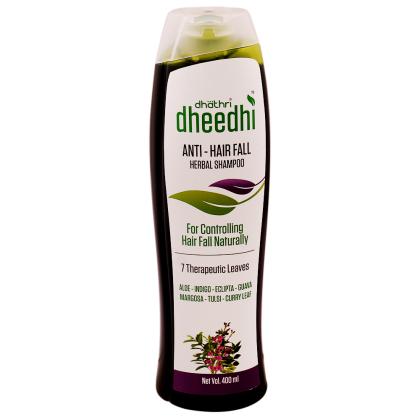 dhathri
dheedhi
ANTI - HAIR FALL
HERBAL SHAMPOO
For Controlling
Hair Fall Naturally
7 Therapeutic Leaves
ALOE - INDIGO - ECLIPTA - GUAVA
MARGOSA - TULSI - CURRY LEAF
Net Vol. 400 ml